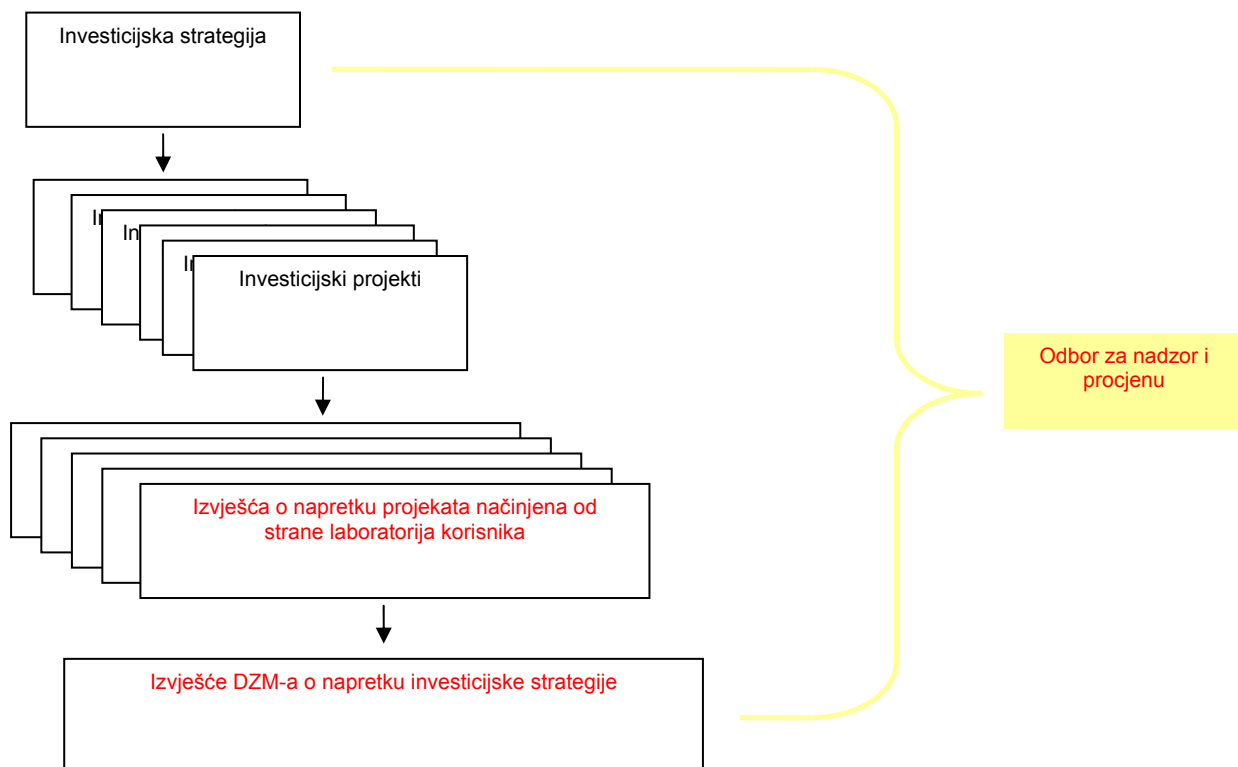 Investicijska strategija
Investicijski projekti
Odbor za nadzor i
procjenu
Izvješća o napretku projekata načinjena od
strane laboratorija korisnika
Izvješće DZM-a o napretku investicijske strategije